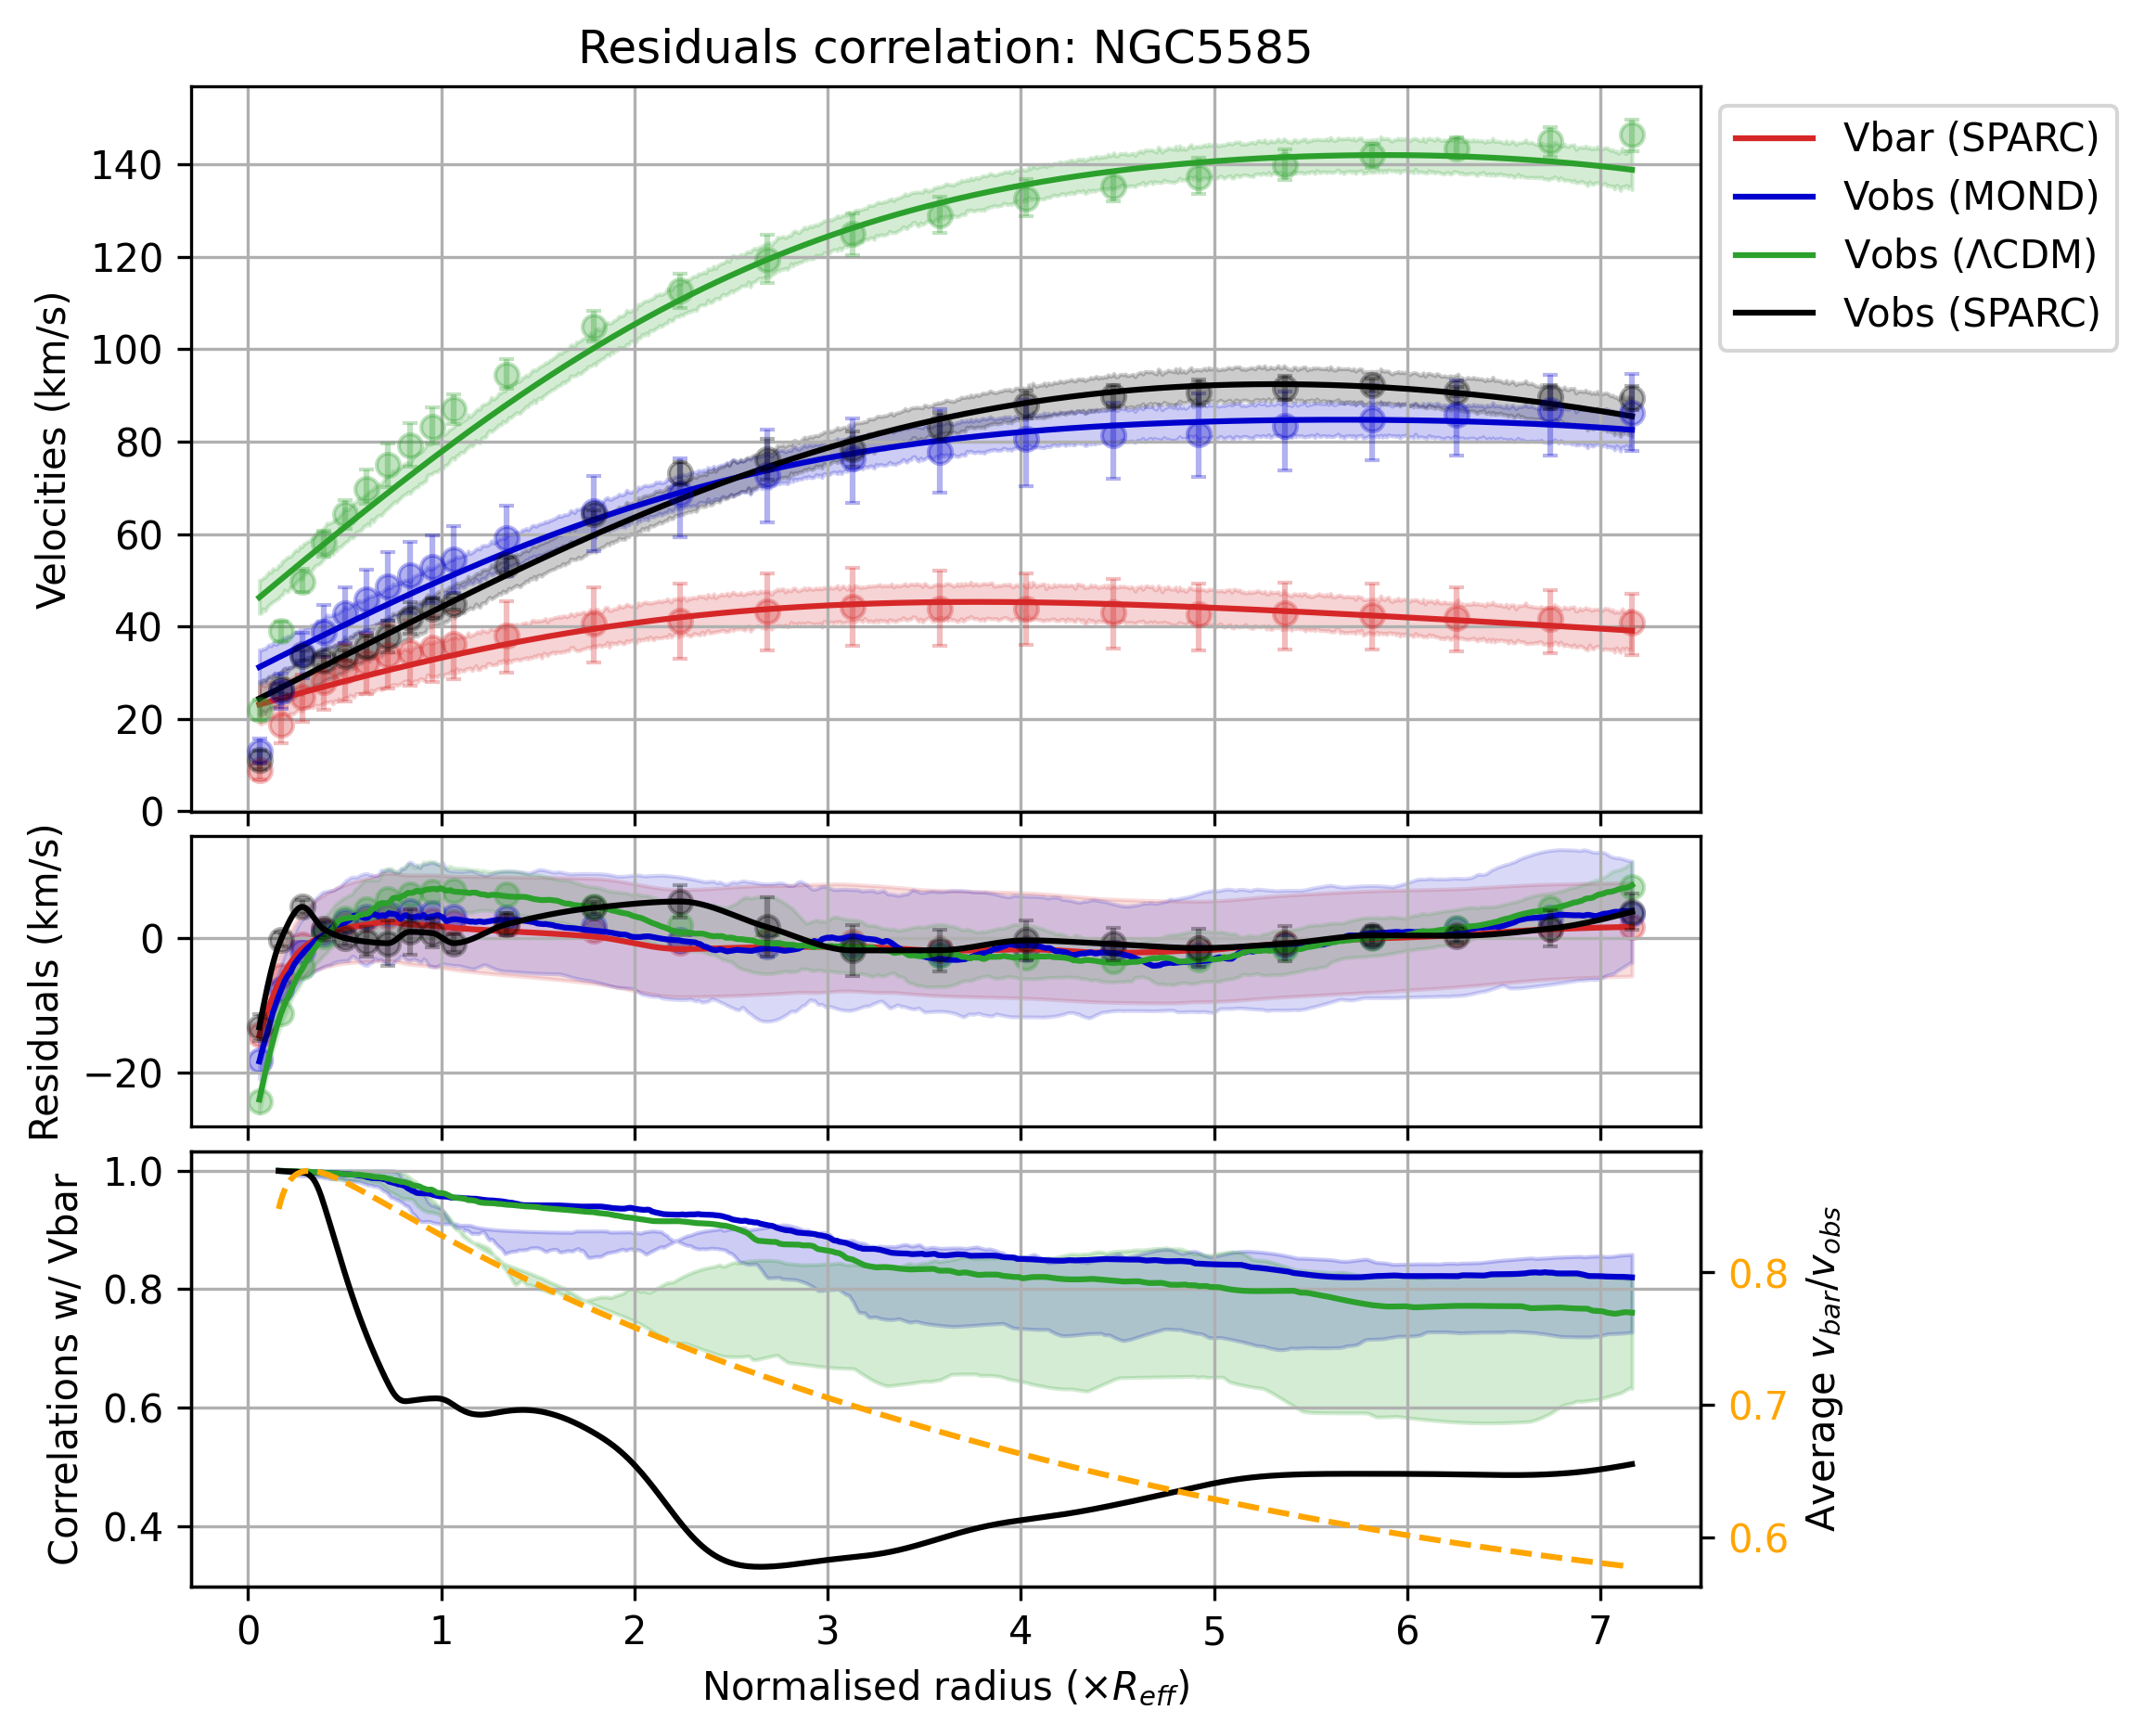 Residuals correlation: NGC5585
Velocities (km/s)
140
120
100
80
60
40
20
0
Vbar (SPARC)
Vobs (MOND)
Vobs (ΛCDM)
Vobs (SPARC)
Residuals (km/s)
0
−20
Correlations w/ Vbar
1.0
0.8
0.6
0.4
0.8
0.7
0.6
Average v_bar/v_obs
0 1 2 3 4 5 6 7
Normalised radius (×R_eff)